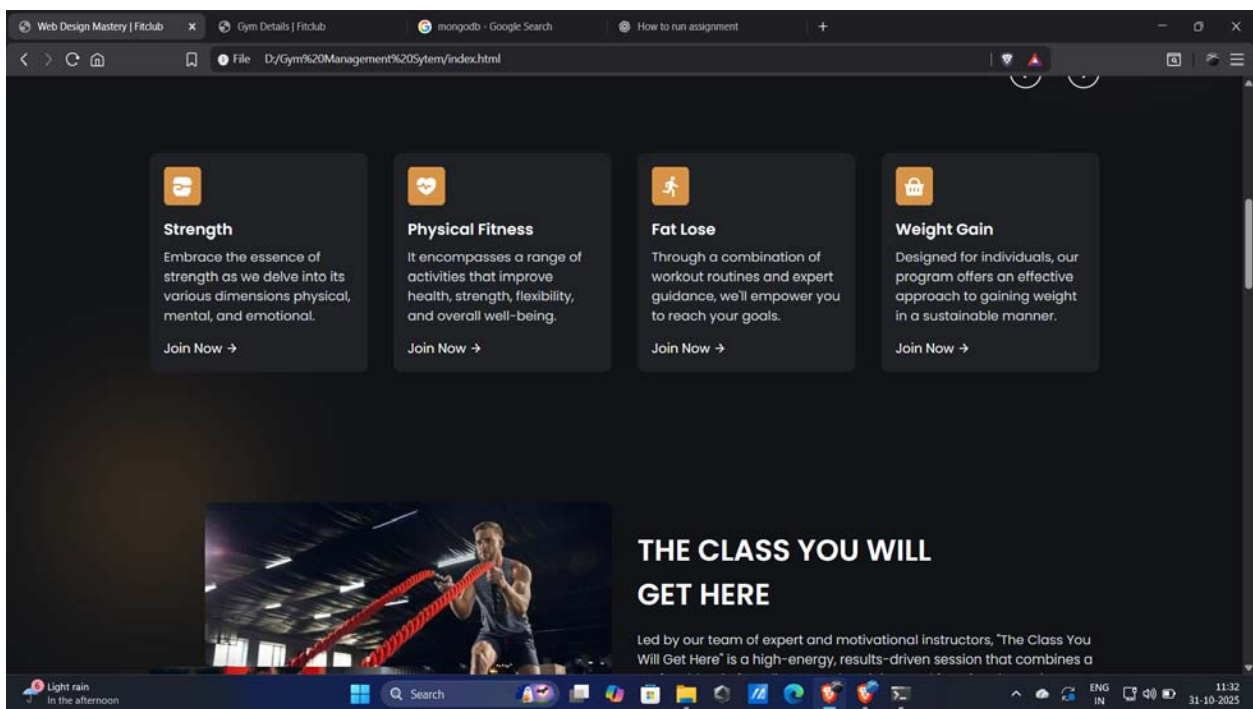 Web Design Mastery | Fitclub
Gym Details | Fitclub
mongodb - Google Search
How to run assignment
File D:/Gym%20Management%20Sytem/index.html
Strength
Embrace the essence of
strength as we delve into its
various dimensions physical,
mental, and emotional.
Join Now →
Physical Fitness
It encompasses a range of
activities that improve
health, strength, flexibility,
and overall well-being.
Join Now →
Fat Lose
Through a combination of
workout routines and expert
guidance, we'll empower you
to reach your goals.
Join Now →
Weight Gain
Designed for individuals, our
program offers an effective
approach to gaining weight
in a sustainable manner.
Join Now →
THE CLASS YOU WILL
GET HERE
Led by our team of expert and motivational instructors, "The Class You
Will Get Here" is a high-energy, results-driven session that combines a
6
Light rain
In the afternoon
Search
ENG
IN
11:32
31-10-2025